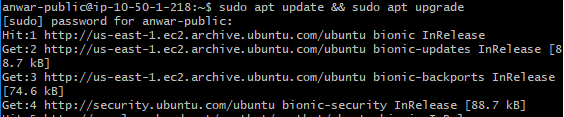 anwar-public@ip-10-50-1-218:~$ sudo apt update && sudo apt upgrade
[sudo] password for anwar-public:
Hit:1 http://us-east-1.ec2.archive.ubuntu.com/ubuntu bionic InRelease
Get:2 http://us-east-1.ec2.archive.ubuntu.com/ubuntu bionic-updates InRelease [8
8.7 kB]
Get:3 http://us-east-1.ec2.archive.ubuntu.com/ubuntu bionic-backports InRelease
[74.6 kB]
Get:4 http://security.ubuntu.com/ubuntu bionic-security InRelease [88.7 kB]